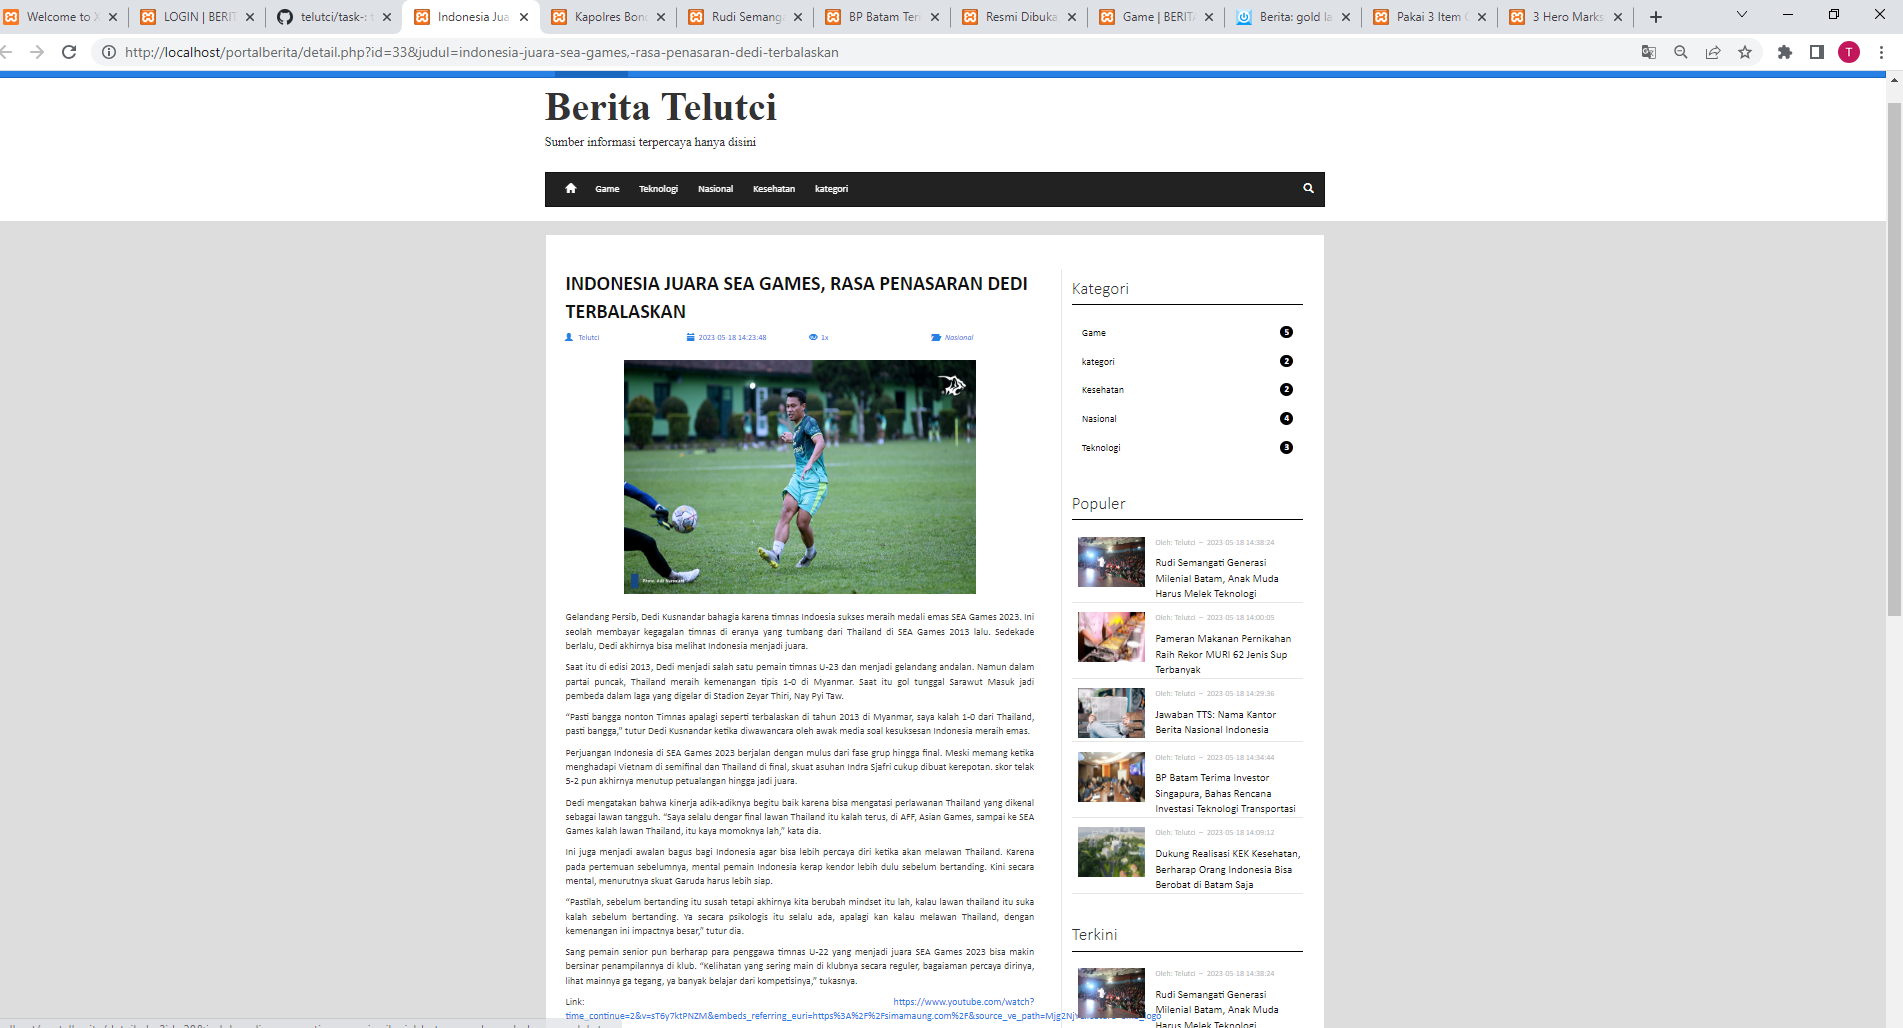 Welcome to X
LOGIN | BERIT
telutci/task-: t
Indonesia Jua
Kapolres Bon
Rudi Semang
BP Batam Ter
Resmi Dibuka
Game | BERIT
Berita: gold la
Pakai 3 Item
3 Hero Marks
http://localhost/portalberita/detail.php?id=33&judul=indonesia-juara-sea-games,-rasa-penasaran-dedi-terbalaskan
T
Berita Telutci
Sumber informasi terpercaya hanya disini
Game Teknologi Nasional Kesehatan kategori
INDONESIA JUARA SEA GAMES, RASA PENASARAN DEDI
TERBALASKAN
Telutci 2023-05-18 14:23:48 1x Nasional
Gelandang Persib, Dedi Kusnandar bahagia karena timnas Indoesia sukses meraih medali emas SEA Games 2023. Ini
seolah membayar kegagalan timnas di eranya yang tumbang dari Thailand di SEA Games 2013 lalu. Sedekade
berlalu, Dedi akhirnya bisa melihat Indonesia menjadi juara.
Saat itu di edisi 2013, Dedi menjadi salah satu pemain timnas U-23 dan menjadi gelandang andalan. Namun dalam
partai puncak, Thailand meraih kemenangan tipis 1-0 di Myanmar. Saat itu gol tunggal Sarawut Masuk jadi
pembeda dalam laga yang digelar di Stadion Zeyar Thiri, Nay Pyi Taw.
“Pasti bangga nonton Timnas apalagi seperti terbalaskan di tahun 2013 di Myanmar, saya kalah 1-0 dari Thailand,
pasti bangga,” tutur Dedi Kusnandar ketika diwawancara oleh awak media soal kesuksesan Indonesia meraih emas.
Perjuangan Indonesia di SEA Games 2023 berjalan dengan mulus dari fase grup hingga final. Meski memang ketika
menghadapi Vietnam di semifinal dan Thailand di final, skuat asuhan Indra Sjafri cukup dibuat kerepotan. skor telak
5-2 pun akhirnya menutup petualangan hingga jadi juara.
Dedi mengatakan bahwa kinerja adik-adiknya begitu baik karena bisa mengatasi perlawanan Thailand yang dikenal
sebagai lawan tangguh. “Saya selalu dengar final lawan Thailand itu kalah terus, di AFF, Asian Games, sampai ke SEA
Games kalah lawan Thailand, itu kaya momoknya lah,” kata dia.
Ini juga menjadi awalan bagus bagi Indonesia agar bisa lebih percaya diri ketika akan melawan Thailand. Karena
pada pertemuan sebelumnya, mental pemain Indonesia kerap kendor lebih dulu sebelum bertanding. Kini secara
mental, menurutnya skuat Garuda harus lebih siap.
“Pastilah, sebelum bertanding itu susah tetapi akhirnya kita berubah mindset itu lah, kalau lawan thailand itu suka
kalah sebelum bertanding. Ya secara psikologis itu selalu ada, apalagi kan kalau melawan Thailand, dengan
kemenangan ini impactnya besar,” tutur dia.
Sang pemain senior pun berharap para penggawa timnas U-22 yang menjadi juara SEA Games 2023 bisa makin
bersinar penampilannya di klub. “Kelihatan yang sering main di klubnya secara reguler, bagaiaman percaya dirinya,
lihat mainnya ga tegang, ya banyak belajar dari kompetisinya,” tukasnya.
Link: https://www.youtube.com/watch?
time_continue=2&v=sT6y7ktPNZM&embeds_referring_euri=https%3A%2F%2Fsimamaung.com%2F&source_ve_path=Mjg2Nj
Kategori
Game 5
kategori 2
Kesehatan 2
Nasional 4
Teknologi 3
Populer
Oleh: Telutci – 2023-05-18 14:38:24
Rudi Semangati Generasi
Milenial Batam, Anak Muda
Harus Melek Teknologi
Oleh: Telutci – 2023-05-18 14:00:05
Pameran Makanan Pernikahan
Raih Rekor MURI 62 Jenis Sup
Terbanyak
Oleh: Telutci – 2023-05-18 14:29:36
Jawaban TTS: Nama Kantor
Berita Nasional Indonesia
Oleh: Telutci – 2023-05-18 14:34:44
BP Batam Terima Investor
Singapura, Bahas Rencana
Investasi Teknologi Transportasi
Oleh: Telutci – 2023-05-18 14:09:12
Dukung Realisasi KEK Kesehatan,
Berharap Orang Indonesia Bisa
Berobat di Batam Saja
Terkini
Oleh: Telutci – 2023-05-18 14:38:24
Rudi Semangati Generasi
Milenial Batam, Anak Muda
Harus Melek Teknologi